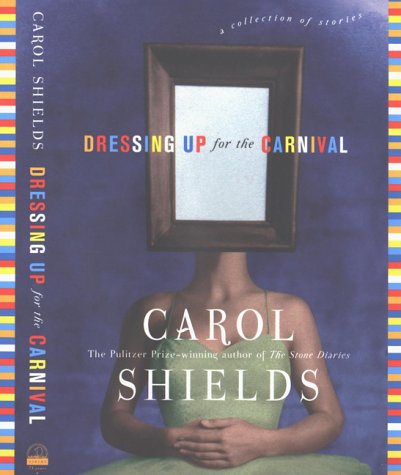 a collection of stories
DRESSING UP for the CARNIVAL
CAROL
The Pulitzer Prize–winning author of The Stone Diaries
SHIELDS
CAROL SHIELDS DRESSING UP for the CARNIVAL
VIKING